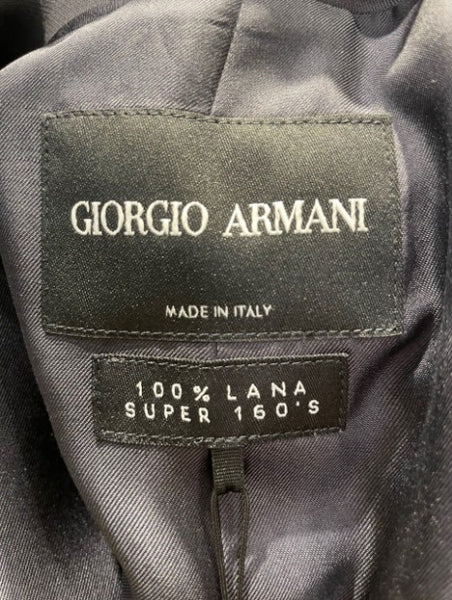 GIORGIO ARMANI
MADE IN ITALY
100% LANA
SUPER 160'S